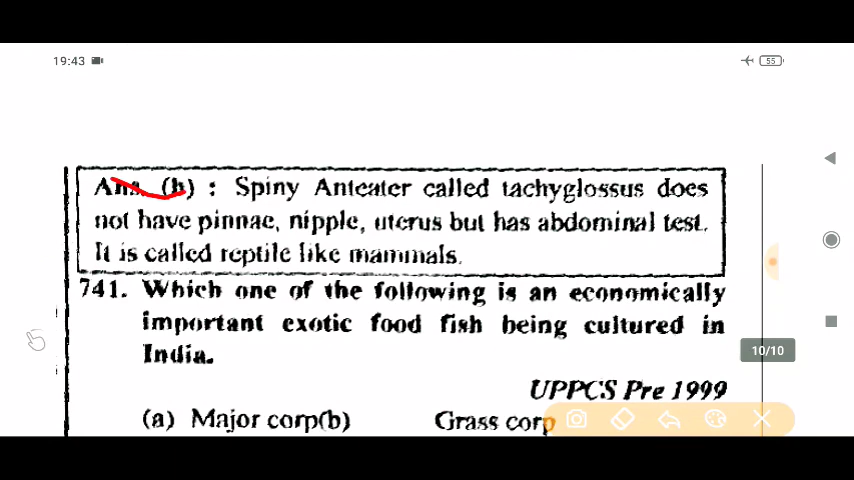 19:43
55
Ans. (b) : Spiny Anteater called tachyglossus does
not have pinnae, nipple, uterus but has abdominal test.
It is called reptile like mammals.
741. Which one of the following is an economically
important exotic food fish being cultured in
India.
10/10
UPPCS Pre 1999
(a) Major corp(b) Grass corp